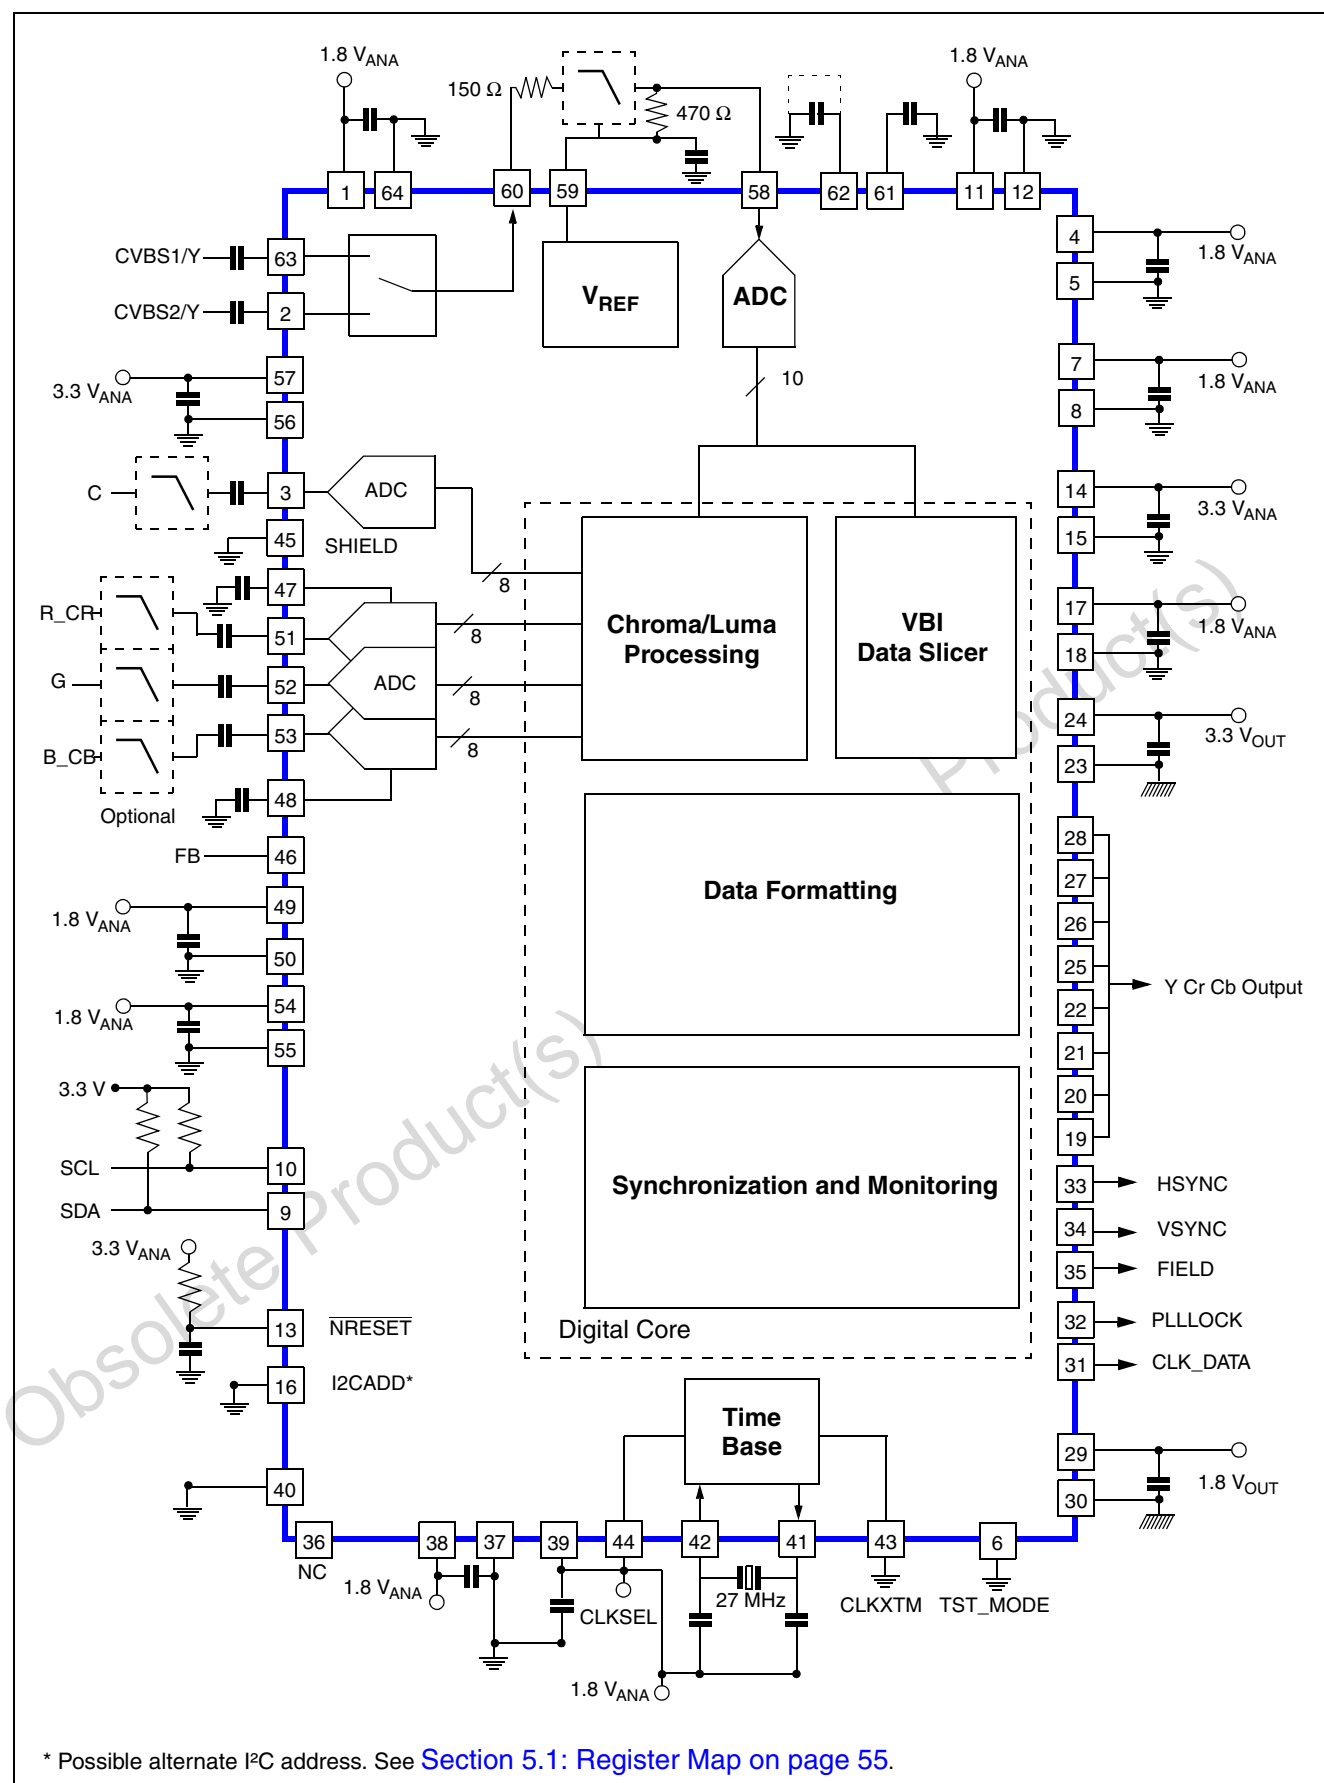 1.8 VANA
150 Ω
470 Ω
1.8 VANA
1
64
60
59
58
62
61
11
12
CVBS1/Y
63
CVBS2/Y
2
VREF
ADC
4
1.8 VANA
5
3.3 VANA
57
56
10
7
1.8 VANA
8
C
3
ADC
45
SHIELD
8
14
3.3 VANA
15
47
R_CR
51
8
G
52
ADC
8
B_CB
53
8
48
Optional
Chroma/Luma
Processing
VBI
Data Slicer
17
1.8 VANA
18
24
3.3 VOUT
23
FB
46
1.8 VANA
49
50
1.8 VANA
54
55
Data Formatting
28
27
26
25
22
21
20
19
Y Cr Cb Output
3.3 V
SCL
10
SDA
9
3.3 VANA
13
NRESET
16
I2CADD*
Synchronization and Monitoring
Digital Core
33
HSYNC
34
VSYNC
35
FIELD
32
PLLLOCK
31
CLK_DATA
Time
Base
29
1.8 VOUT
30
40
36
NC
38
37
39
44
42
41
43
6
1.8 VANA
CLKSEL
27 MHz
CLKXTM
TST_MODE
1.8 VANA
* Possible alternate I²C address. See Section 5.1: Register Map on page 55.
Obsolete Product(s)
Product(s)